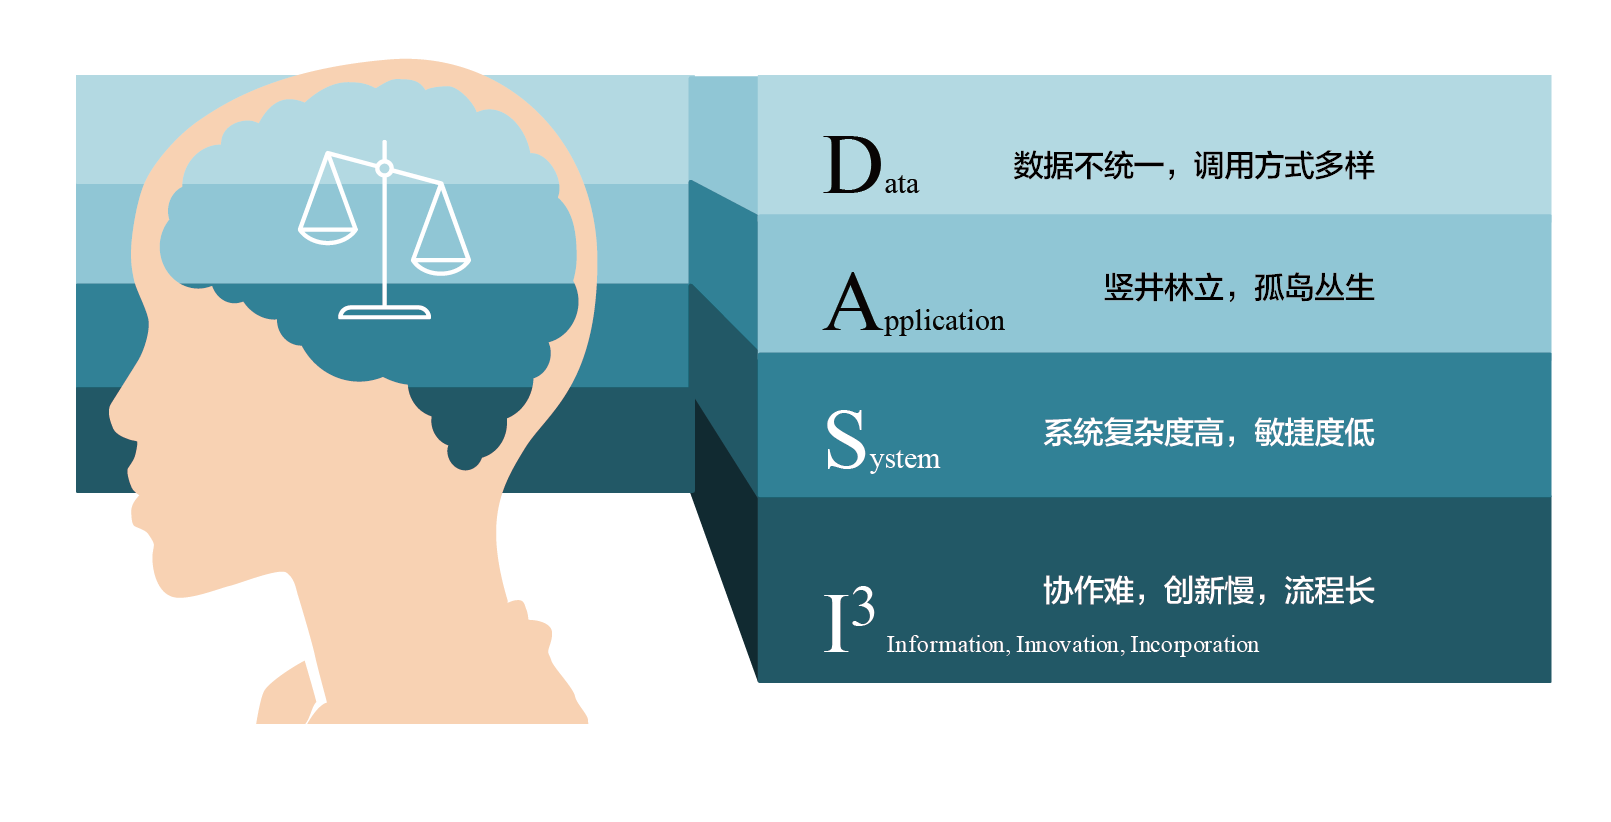 Data 数据不统一，调用方式多样
Application 竖井林立，孤岛丛生
System 系统复杂度高，敏捷度低
协作难，创新慢，流程长
I³ Information, Innovation, Incorporation